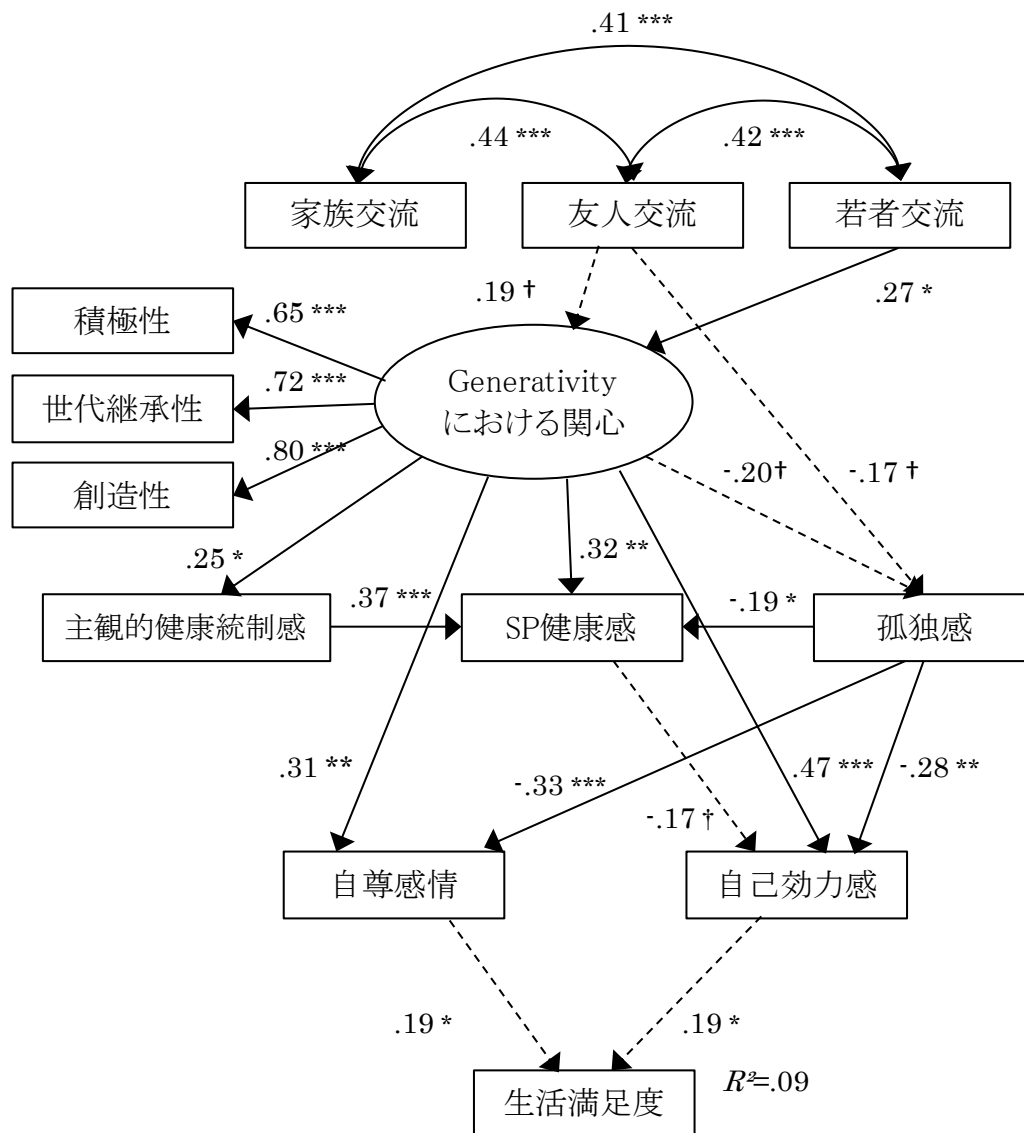 .41 ***
.44 ***
.42 ***
家族交流
友人交流
若者交流
.19 †
.27 *
積極性
.65 ***
世代継承性
.72 ***
創造性
.80 ***
Generativity
における関心
-.20†
-.17 †
.25 *
.32 **
主観的健康統制感
.37 ***
SP健康感
-.19 *
孤独感
.31 **
-.33 ***
.47 ***
-.28 **
-.17 †
自尊感情
自己効力感
.19 *
.19 *
生活満足度
R²=.09